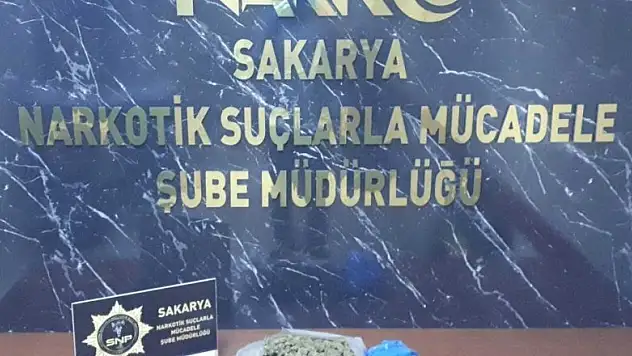 SAKARYA
NARKOTİK SUÇLARLA MÜCADELE
ŞUBE MÜDÜRLÜĞÜ
SAKARYA
NARKOTİK SUÇLARLA
MÜCADELE
ŞUBE MÜDÜRLÜĞÜ
SNP